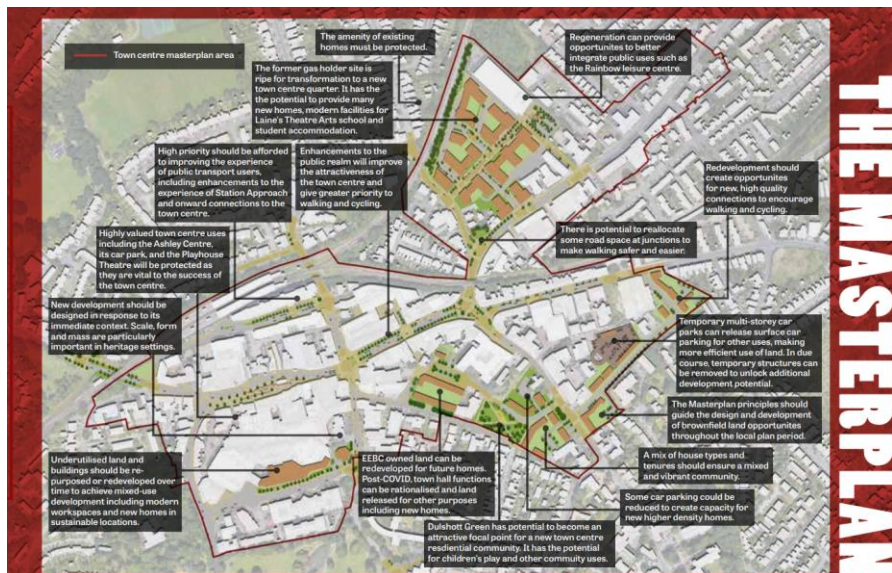 THE MASTERPLAN
Town centre masterplan area
The amenity of existing
homes must be protected.
Regeneration can provide
opportunites to better
integrate public uses such as
the Rainbow leisure centre.
The former gas holder site is
ripe for transformation to a new
town centre quarter. It has the
the potential to provide many
new homes, modern facilities for
Laine's Theatre Arts school and
student accommodation.
High priority should be afforded
to improving the experience
of public transport users,
including enhancements to the
experience of Station Approach
and onward connections to the
town centre.
Enhancements to the
public realm will improve
the attractiveness of
the town centre and
give greater priority to
walking and cycling.
Redevelopment should
create opportunites
for new, high quality
connections to encourage
walking and cycling.
Highly valued town centre uses
including the Ashley Centre,
its car park, and the Playhouse
Theatre will be protected as
they are vital to the success of
the town centre.
There is potential to reallocate
some road space at junctions to
make walking safer and easier.
New development should be
designed in response to its
immediate context. Scale, form
and mass are particularly
important in heritage settings.
Temporary multi-storey car
parks can release surface car
parking for other uses, making
more efficient use of land. In due
course, temporary structures can
be removed to unlock additional
development potential.
The Masterplan principles should
guide the design and development
of brownfield land opportunites
throughout the local plan period.
Underutilised land and
buildings should be re-
purposed or redeveloped over
time to achieve mixed-use
development including modern
workspaces and new homes in
sustainable locations.
EEBC owned land can be
redeveloped for future homes.
Post-COVID, town hall functions
can be rationalised and land
released for other purposes
including new homes.
A mix of house types and
tenures should ensure a mixed
and vibrant community.
Some car parking could be
reduced to create capacity for
new higher density homes.
Dulshott Green has potential to become an
attractive focal point for a new town centre
resdiential community. It has the potential
for children's play and other commuity uses.